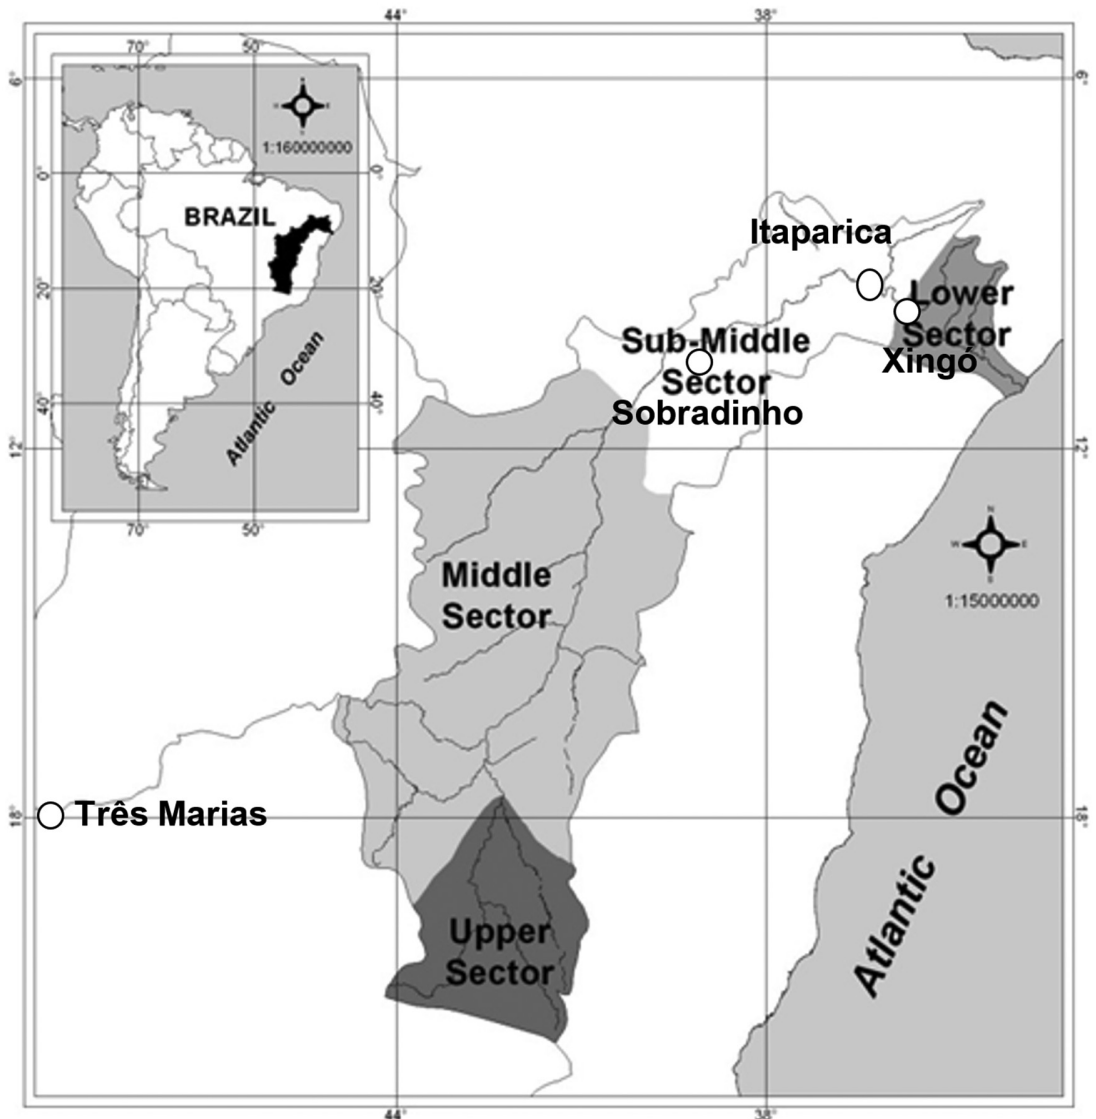 44°
38°
70°
50°
6°
6°
1:160000000
0°
0°
BRAZIL
Itaparica
20°
20°
Lower
Sector
Xingó
Sub-Middle
Sector
Sobradinho
Ocean
Atlantic
40°
40°
12°
12°
70°
50°
N
W
E
S
1:15000000
Middle
Sector
Ocean
Atlantic
18°
Três Marias
18°
Upper
Sector
44°
38°